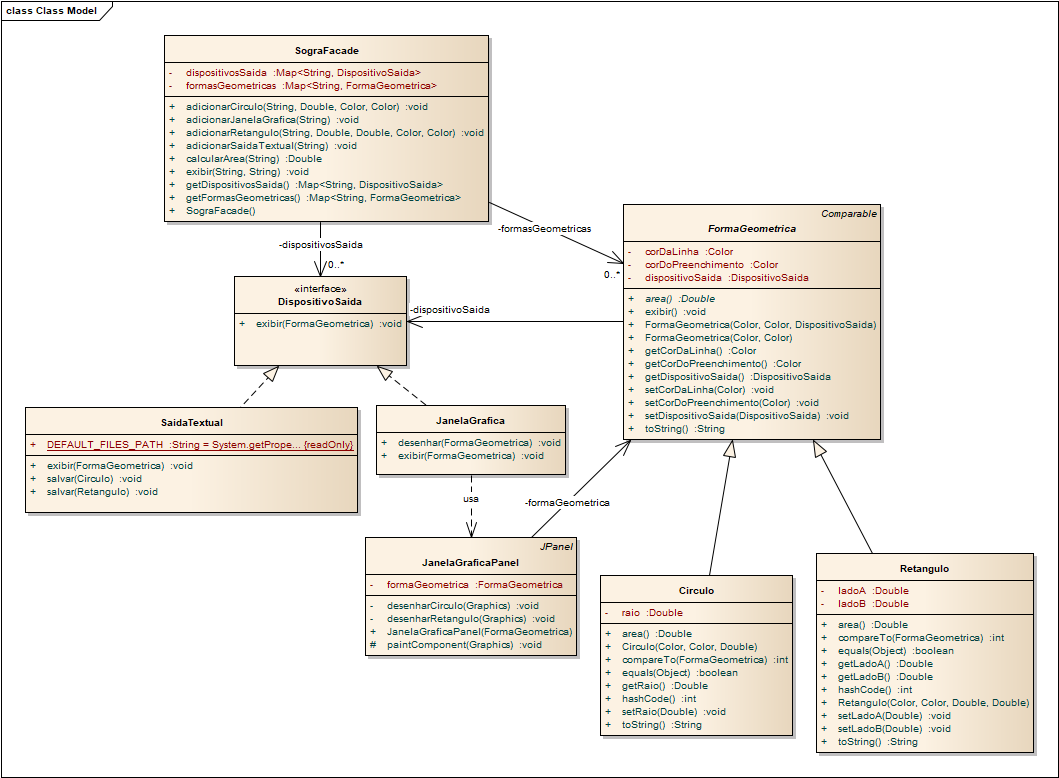 class Class Model
SograFacade
- dispositivosSaida :Map<String, DispositivoSaida>
- formasGeometricas :Map<String, FormaGeometrica>
+ adicionarCirculo(String, Double, Color, Color) :void
+ adicionarJanelaGrafica(String) :void
+ adicionarRetangulo(String, Double, Double, Color, Color) :void
+ adicionarSaidaTextual(String) :void
+ calcularArea(String) :Double
+ exibir(String, String) :void
+ getDispositivosSaida() :Map<String, DispositivoSaida>
+ getFormasGeometricas() :Map<String, FormaGeometrica>
+ SograFacade()
-dispositivosSaida
0..*
-formasGeometricas
0..*
«interface»
DispositivoSaida
+ exibir(FormaGeometrica) :void
-dispositivoSaida
Comparable
FormaGeometrica
- corDaLinha :Color
- corDoPreenchimento :Color
- dispositivoSaida :DispositivoSaida
+ area() :Double
+ exibir() :void
+ FormaGeometrica(Color, Color, DispositivoSaida)
+ FormaGeometrica(Color, Color)
+ getCorDaLinha() :Color
+ getCorDoPreenchimento() :Color
+ getDispositivoSaida() :DispositivoSaida
+ setCorDaLinha(Color) :void
+ setCorDoPreenchimento(Color) :void
+ setDispositivoSaida(DispositivoSaida) :void
+ toString() :String
SaidaTextual
+ DEFAULT_FILES_PATH :String = System.getPrope... {readOnly}
+ exibir(FormaGeometrica) :void
+ salvar(Circulo) :void
+ salvar(Retangulo) :void
JanelaGrafica
+ desenhar(FormaGeometrica) :void
+ exibir(FormaGeometrica) :void
usa
-formaGeometrica
JPanel
JanelaGraficaPanel
- formaGeometrica :FormaGeometrica
- desenharCirculo(Graphics) :void
- desenharRetangulo(Graphics) :void
+ JanelaGraficaPanel(FormaGeometrica)
# paintComponent(Graphics) :void
Circulo
- raio :Double
+ area() :Double
+ Circulo(Color, Color, Double)
+ compareTo(FormaGeometrica) :int
+ equals(Object) :boolean
+ getRaio() :Double
+ hashCode() :int
+ setRaio(Double) :void
+ toString() :String
Retangulo
- ladoA :Double
- ladoB :Double
+ area() :Double
+ compareTo(FormaGeometrica) :int
+ equals(Object) :boolean
+ getLadoA() :Double
+ getLadoB() :Double
+ hashCode() :int
+ Retangulo(Color, Color, Double, Double)
+ setLadoA(Double) :void
+ setLadoB(Double) :void
+ toString() :String